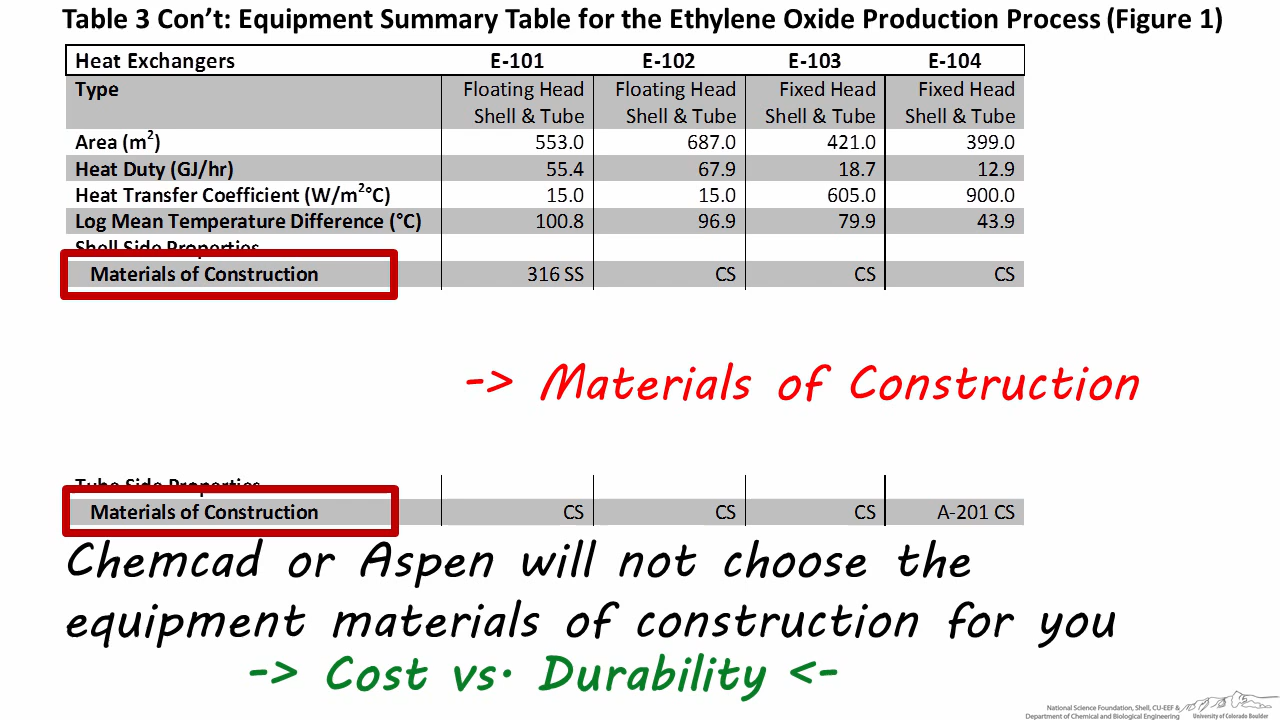 Table 3 Con’t: Equipment Summary Table for the Ethylene Oxide Production Process (Figure 1)
Heat Exchangers E-101 E-102 E-103 E-104
Type Floating Head Floating Head Fixed Head Fixed Head
Shell & Tube Shell & Tube Shell & Tube Shell & Tube
Area (m²) 553.0 687.0 421.0 399.0
Heat Duty (GJ/hr) 55.4 67.9 18.7 12.9
Heat Transfer Coefficient (W/m²°C) 15.0 15.0 605.0 900.0
Log Mean Temperature Difference (°C) 100.8 96.9 79.9 43.9
Shell Side Properties
Materials of Construction 316 SS CS CS CS
-> Materials of Construction
Tube Side Properties
Materials of Construction CS CS CS A-201 CS
Chemcad or Aspen will not choose the
equipment materials of construction for you
-> Cost vs. Durability <-
National Science Foundation, Shell, CU-EEF &
Department of Chemical and Biological Engineering
University of Colorado Boulder